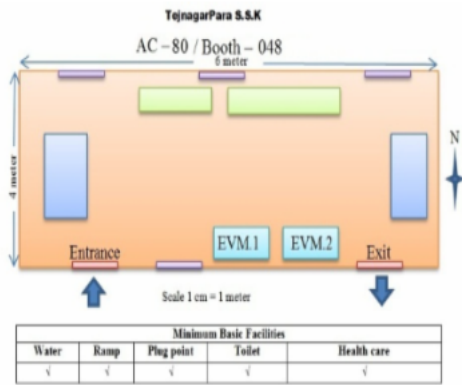 TejnagarPara S.S.K
AC – 80 / Booth – 048
6 meter
4 meter
N
EVM.1 EVM.2
Entrance Exit
Scale 1 cm = 1 meter
Minimum Basic Facilities
Water Ramp Plug point Toilet Health care
√ √ √ √ √